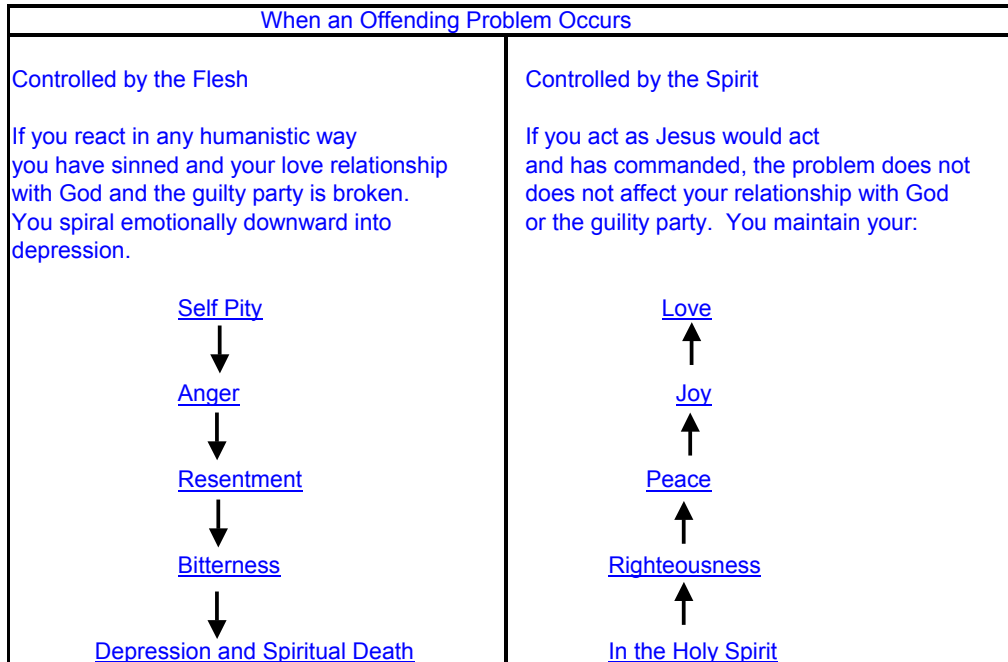 When an Offending Problem Occurs
Controlled by the Flesh
If you react in any humanistic way
you have sinned and your love relationship
with God and the guilty party is broken.
You spiral emotionally downward into
depression.
Self Pity
Anger
Resentment
Bitterness
Depression and Spiritual Death
Controlled by the Spirit
If you act as Jesus would act
and has commanded, the problem does not
does not affect your relationship with God
or the guility party.  You maintain your:
Love
Joy
Peace
Righteousness
In the Holy Spirit